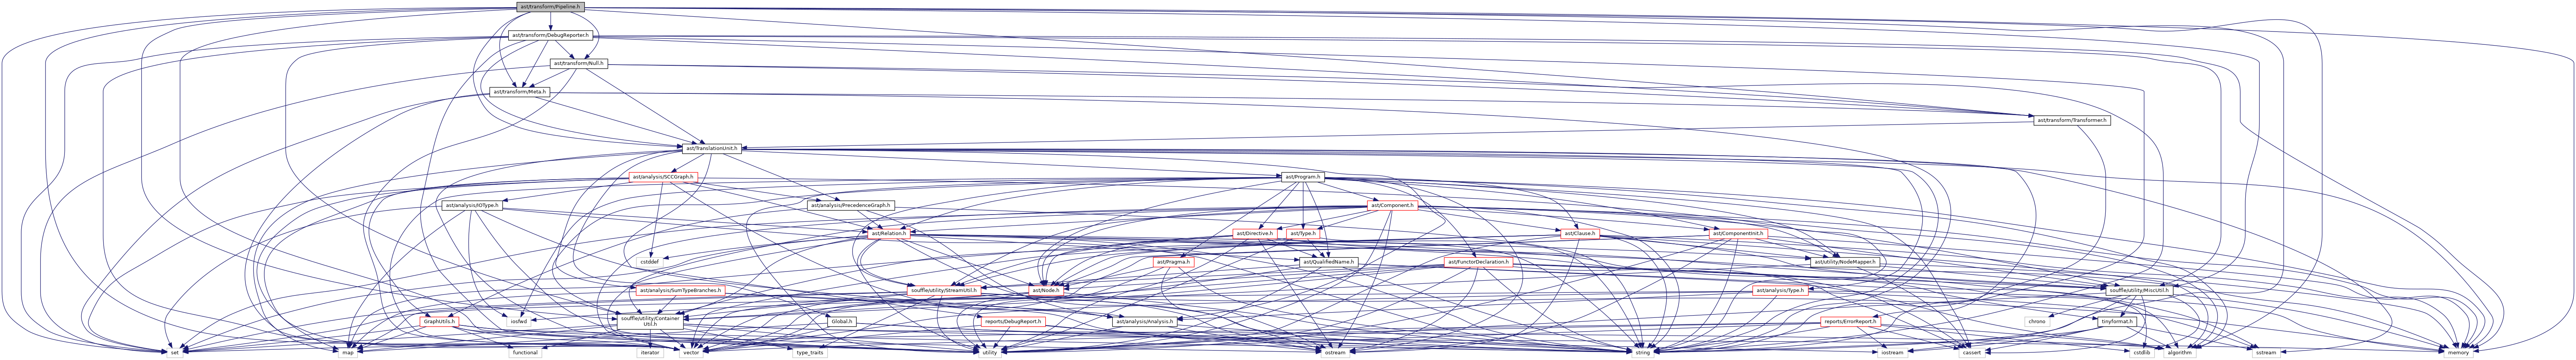 ast/transform/Pipeline.h
ast/transform/DebugReporter.h
ast/transform/Null.h
ast/transform/Meta.h
ast/transform/Transformer.h
ast/TranslationUnit.h
ast/analysis/SCCGraph.h
ast/Program.h
ast/analysis/IOType.h
ast/analysis/PrecedenceGraph.h
ast/Component.h
ast/Relation.h
ast/Directive.h
ast/Type.h
ast/Clause.h
ast/ComponentInit.h
cstddef
ast/Pragma.h
ast/QualifiedName.h
ast/FunctorDeclaration.h
ast/utility/NodeMapper.h
ast/analysis/SumTypeBranches.h
souffle/utility/StreamUtil.h
ast/Node.h
ast/analysis/Type.h
souffle/utility/MiscUtil.h
GraphUtils.h
iosfwd
souffle/utility/Container
Util.h
Global.h
reports/DebugReport.h
ast/analysis/Analysis.h
reports/ErrorReport.h
chrono
tinyformat.h
set
map
functional
iterator
vector
type_traits
utility
ostream
string
iostream
cassert
cstdlib
algorithm
sstream
memory